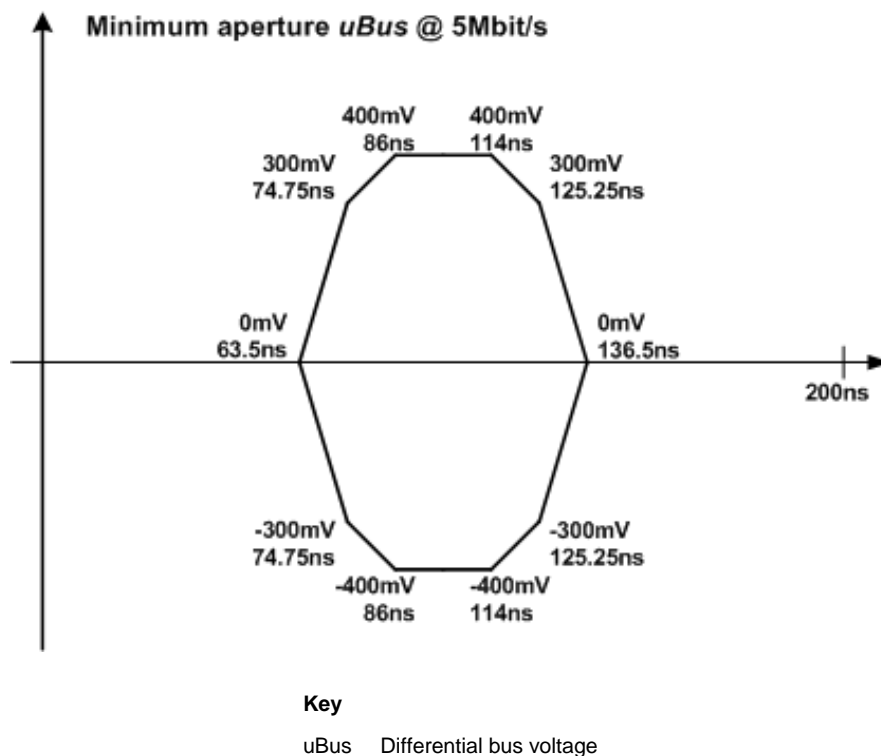 Minimum aperture uBus @ 5Mbit/s
400mV 400mV
86ns 114ns
300mV 300mV
74.75ns 125.25ns
0mV 0mV
63.5ns 136.5ns
200ns
-300mV -300mV
74.75ns 125.25ns
-400mV -400mV
86ns 114ns
Key
uBus Differential bus voltage